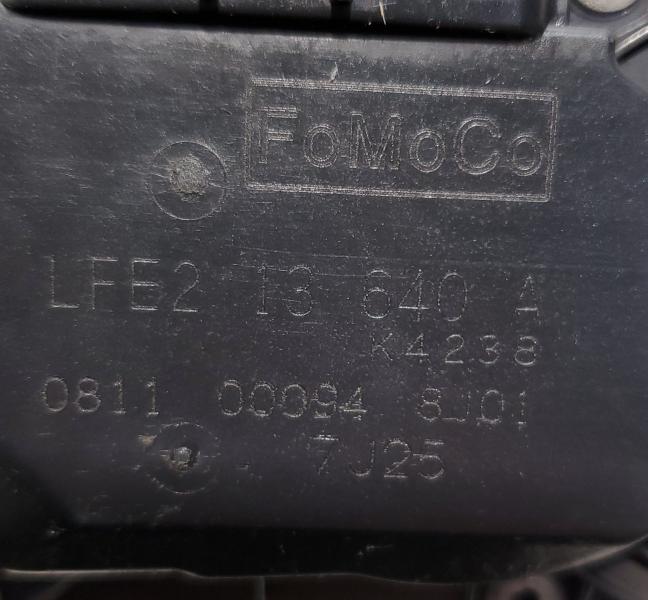 FoMoCo
LFE2 13 640 A
K4238
0811 00094 8J01
7J25